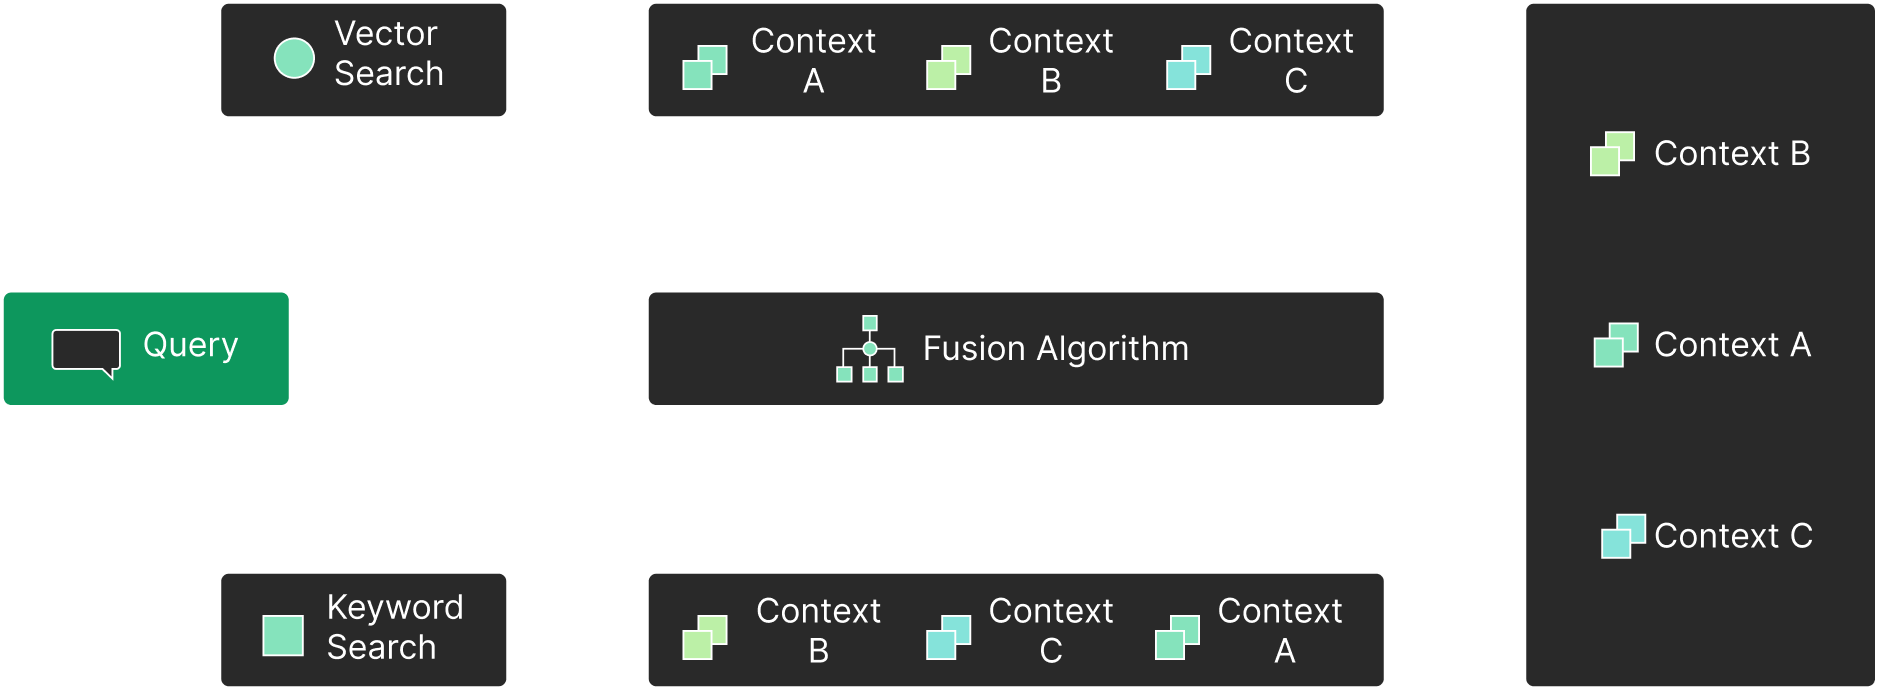 Vector
Search
Context
A
Context
B
Context
C
Context B
Query
Fusion Algorithm
Context A
Context C
Keyword
Search
Context
B
Context
C
Context
A